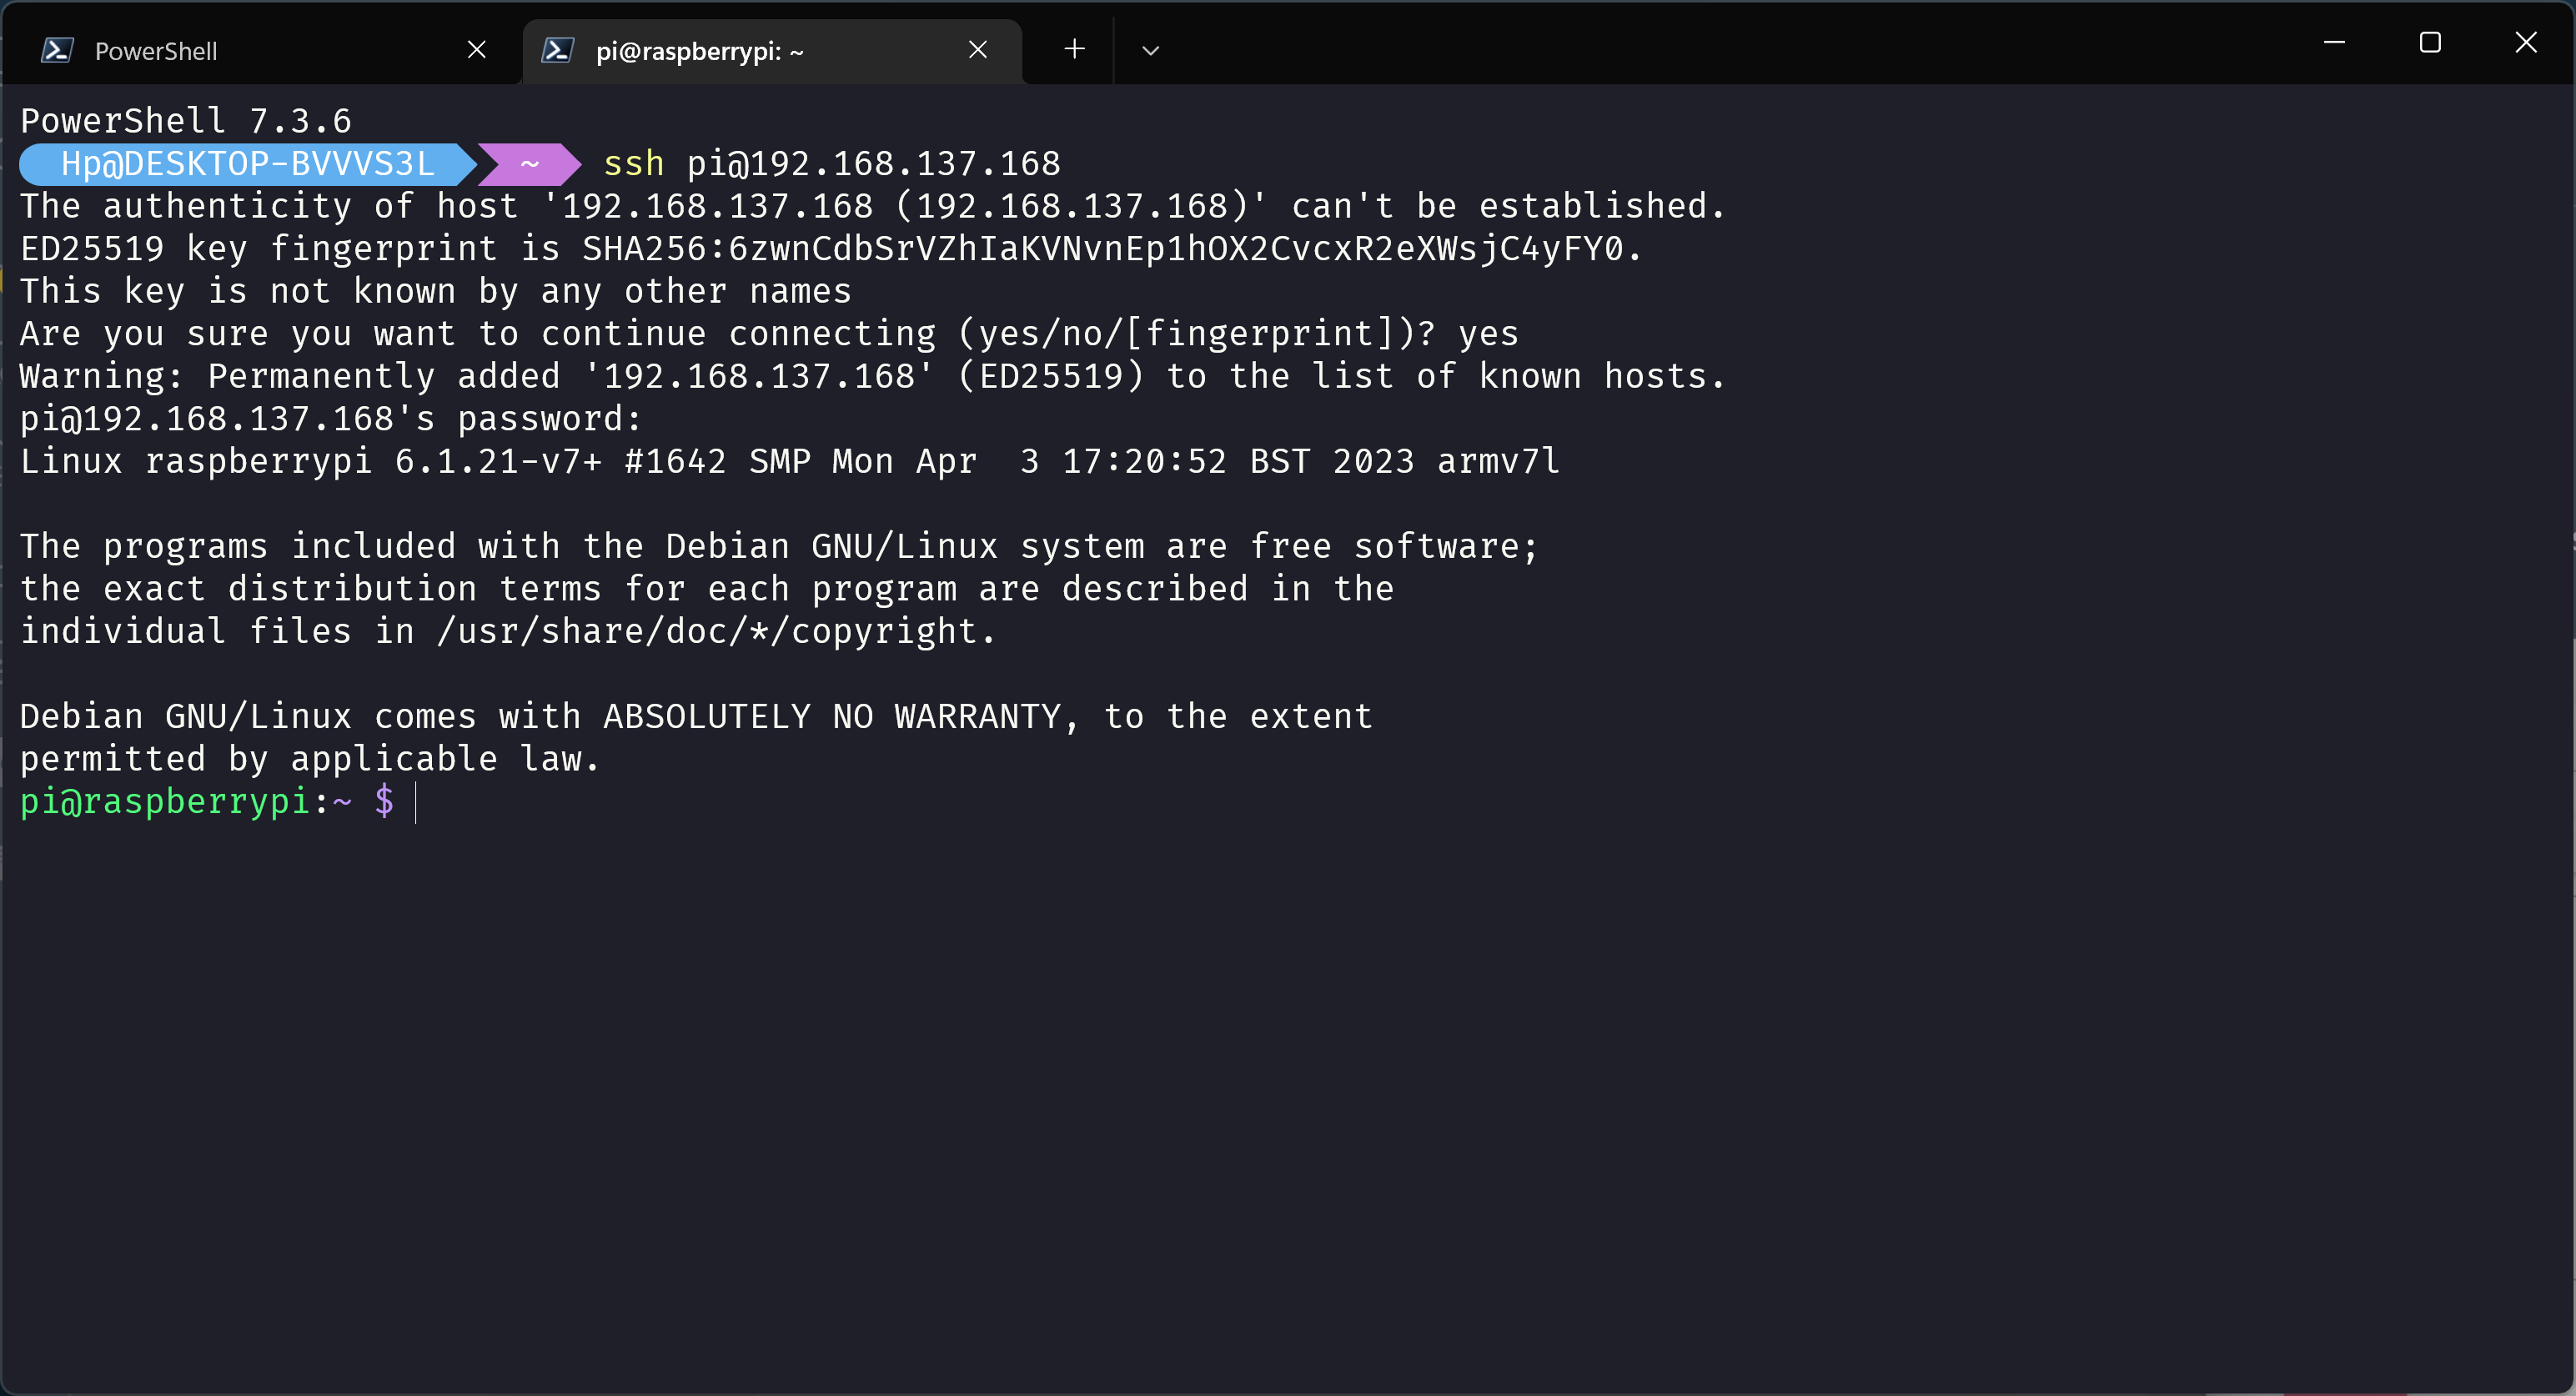 PowerShell
pi@raspberrypi: ~
PowerShell 7.3.6
Hp@DESKTOP-BVVVS3L ~ ssh pi@192.168.137.168
The authenticity of host '192.168.137.168 (192.168.137.168)' can't be established.
ED25519 key fingerprint is SHA256:6zwnCdbSrVZhIaKVNvnEp1hOX2CvcxR2eXWsjC4yFY0.
This key is not known by any other names
Are you sure you want to continue connecting (yes/no/[fingerprint])? yes
Warning: Permanently added '192.168.137.168' (ED25519) to the list of known hosts.
pi@192.168.137.168's password:
Linux raspberrypi 6.1.21-v7+ #1642 SMP Mon Apr  3 17:20:52 BST 2023 armv7l
The programs included with the Debian GNU/Linux system are free software;
the exact distribution terms for each program are described in the
individual files in /usr/share/doc/*/copyright.
Debian GNU/Linux comes with ABSOLUTELY NO WARRANTY, to the extent
permitted by applicable law.
pi@raspberrypi:~ $